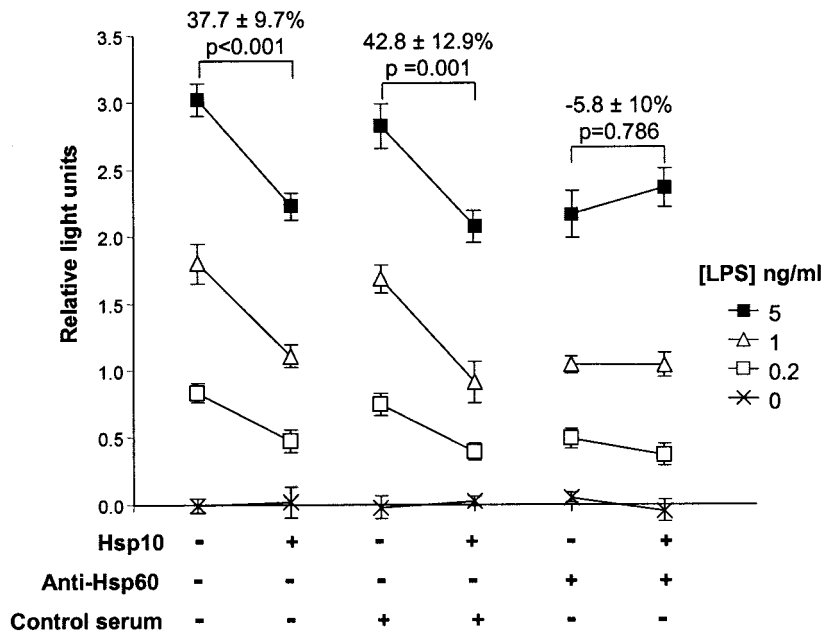 37.7 ± 9.7%
p<0.001
42.8 ± 12.9%
p =0.001
-5.8 ± 10%
p=0.786
3.5
3.0
2.5
2.0
1.5
1.0
0.5
0.0
Relative light units
[LPS] ng/ml
5
1
0.2
0
Hsp10 - + - + - +
Anti-Hsp60 - - - - + +
Control serum - - + + - -